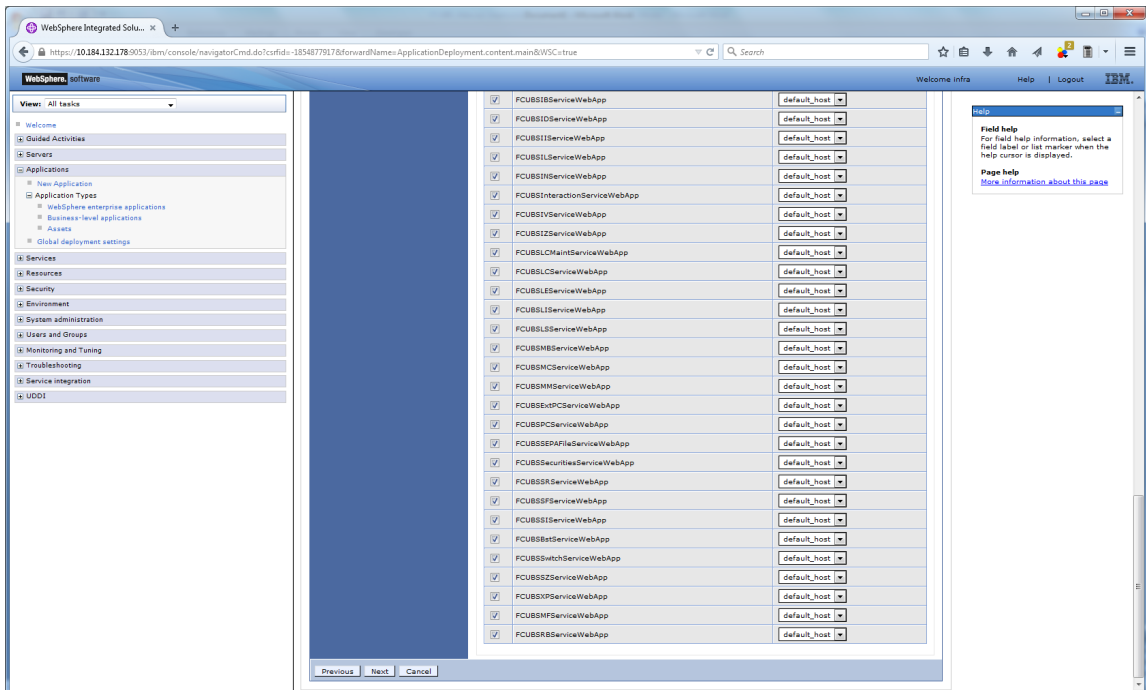 WebSphere Integrated Solu... × +
https://10.184.132.178:9053/ibm/console/navigatorCmd.do?csrfid=-1854877917&forwardName=ApplicationDeployment.content.main&WSC=true
Search
2
WebSphere. software
Welcome infra
Help | Logout
IBM.
View: All tasks
Welcome
Guided Activities
Servers
Applications
New Application
Application Types
WebSphere enterprise applications
Business-level applications
Assets
Global deployment settings
Services
Resources
Security
Environment
System administration
Users and Groups
Monitoring and Tuning
Troubleshooting
Service integration
UDDI
FCUBSIBServiceWebApp default_host
FCUBSIDServiceWebApp default_host
FCUBSIIServiceWebApp default_host
FCUBSILServiceWebApp default_host
FCUBSINServiceWebApp default_host
FCUBSInteractionServiceWebApp default_host
FCUBSIVServiceWebApp default_host
FCUBSIZServiceWebApp default_host
FCUBSLCMaintServiceWebApp default_host
FCUBSLCServiceWebApp default_host
FCUBSLEServiceWebApp default_host
FCUBSLIServiceWebApp default_host
FCUBSLSServiceWebApp default_host
FCUBSMBServiceWebApp default_host
FCUBSMCServiceWebApp default_host
FCUBSMMServiceWebApp default_host
FCUBSExtPCServiceWebApp default_host
FCUBSPCServiceWebApp default_host
FCUBSSEPAFileServiceWebApp default_host
FCUBSSecuritiesServiceWebApp default_host
FCUBSSRServiceWebApp default_host
FCUBSSFServiceWebApp default_host
FCUBSSIServiceWebApp default_host
FCUBSBstServiceWebApp default_host
FCUBSSwitchServiceWebApp default_host
FCUBSSZServiceWebApp default_host
FCUBSXPServiceWebApp default_host
FCUBSMFServiceWebApp default_host
FCUBSRBServiceWebApp default_host
Previous Next Cancel
Help
Field help
For field help information, select a
field label or list marker when the
help cursor is displayed.
Page help
More information about this page